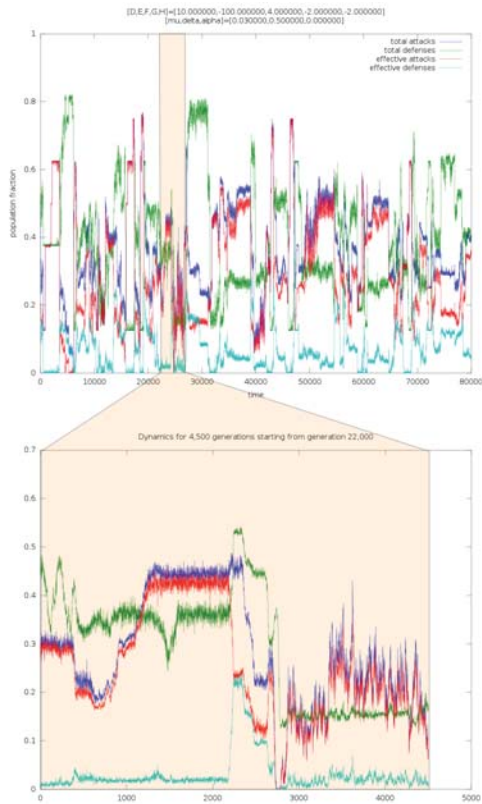 [D,E,F,G,H]=[10.000000,-100.000000,4.000000,-2.000000,-2.000000]
[mu,delta,alpha]=[0.030000,0.500000,0.000000]
total attacks
total defenses
effective attacks
effective defenses
population fraction
1
0.8
0.6
0.4
0.2
0
0 10000 20000 30000 40000 50000 60000 70000 80000
time
Dynamics for 4,500 generations starting from generation 22,000
0.7
0.6
0.5
0.4
0.3
0.2
0.1
0
0 1000 2000 3000 4000 5000